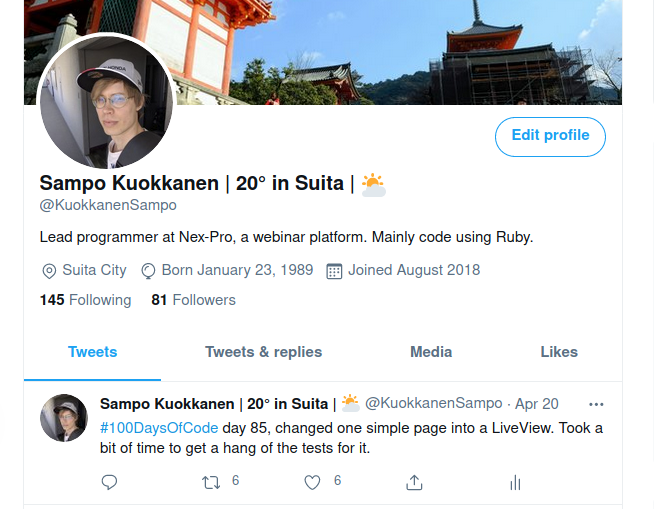 HONDA
Edit profile
Sampo Kuokkanen | 20° in Suita | 🌤️
@KuokkanenSampo
Lead programmer at Nex-Pro, a webinar platform. Mainly code using Ruby.
Suita City Born January 23, 1989 Joined August 2018
145 Following 81 Followers
Tweets Tweets & replies Media Likes
Sampo Kuokkanen | 20° in Suita | 🌤️ @KuokkanenSampo · Apr 20 ···
#100DaysOfCode day 85, changed one simple page into a LiveView. Took a
bit of time to get a hang of the tests for it.
6 6